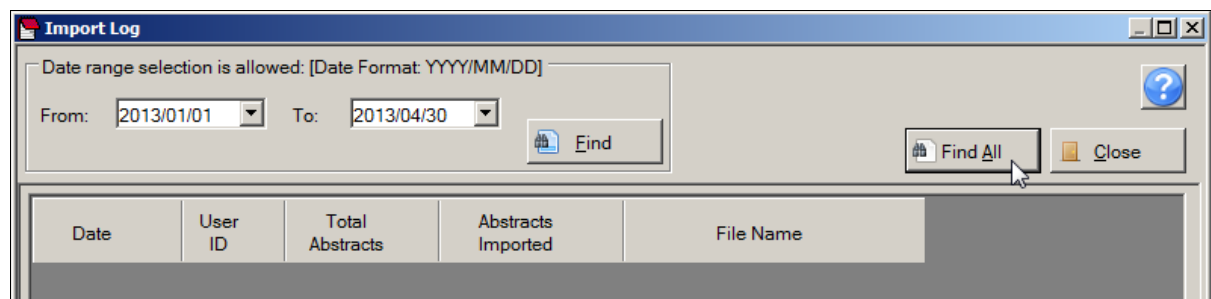 Import Log
Date range selection is allowed: [Date Format: YYYY/MM/DD]
From: 2013/01/01 To: 2013/04/30
Find
Find All
Close
Date
User
ID
Total
Abstracts
Abstracts
Imported
File Name